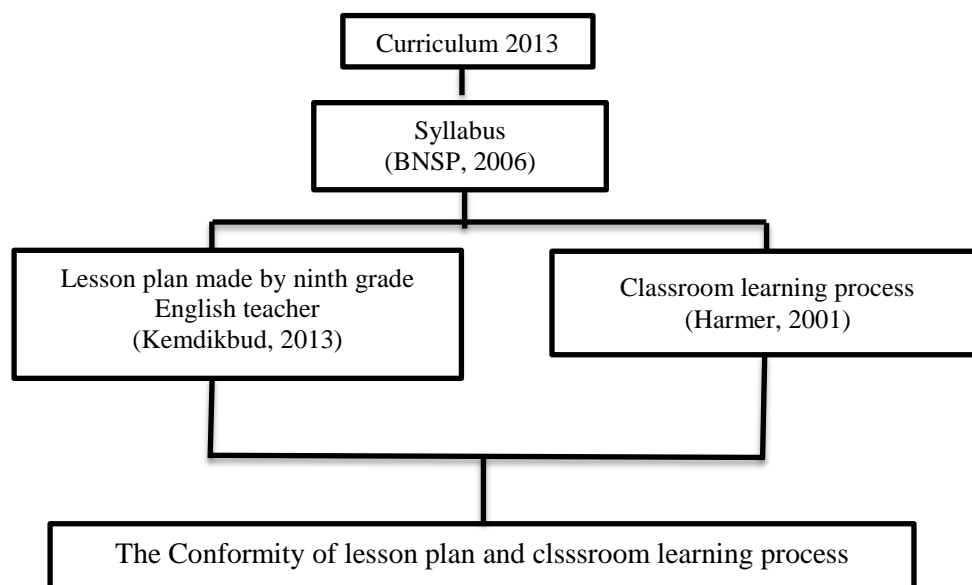 Curriculum 2013
Syllabus
(BNSP, 2006)
Lesson plan made by ninth grade
English teacher
(Kemdikbud, 2013)
Classroom learning process
(Harmer, 2001)
The Conformity of lesson plan and clsssroom learning process